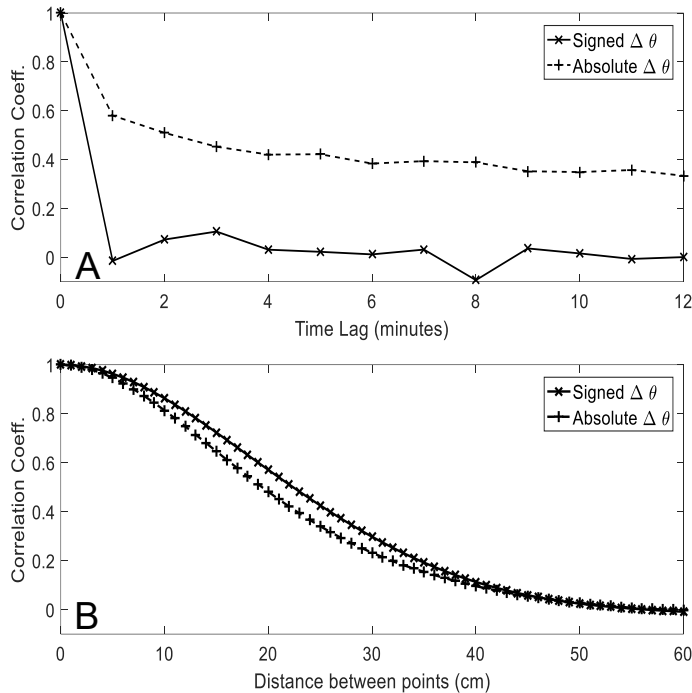 Correlation Coeff.
1
0.8
0.6
0.4
0.2
0
Signed Δ θ
Absolute Δ θ
A
0 2 4 6 8 10 12
Time Lag (minutes)
Correlation Coeff.
1
0.8
0.6
0.4
0.2
0
Signed Δ θ
Absolute Δ θ
B
0 10 20 30 40 50 60
Distance between points (cm)